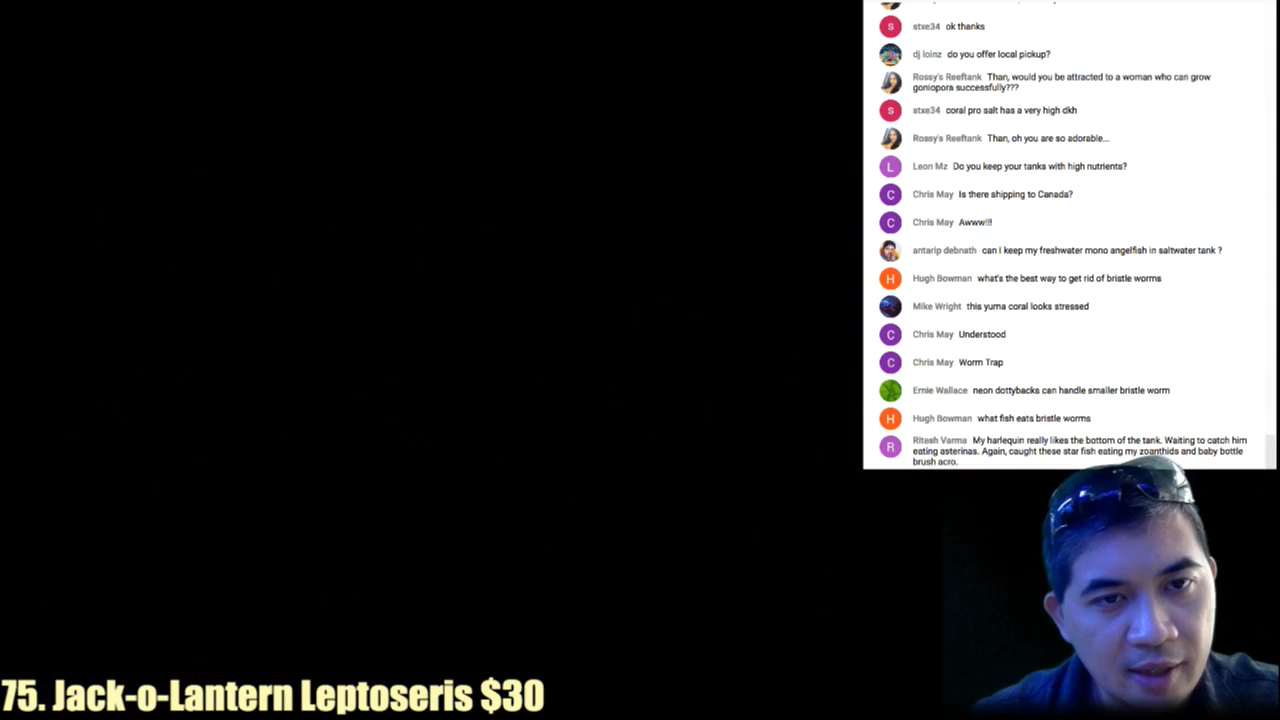 S stxe34 ok thanks
dj loinz do you offer local pickup?
Rossy's Reeftank Than, would you be attracted to a woman who can grow
goniopora successfully???
S stxe34 coral pro salt has a very high dkh
Rossy's Reeftank Than, oh you are so adorable...
L Leon Mz Do you keep your tanks with high nutrients?
C Chris May Is there shipping to Canada?
C Chris May Awww!!!
antarip debnath can I keep my freshwater mono angelfish in saltwater tank ?
H Hugh Bowman what's the best way to get rid of bristle worms
Mike Wright this yuma coral looks stressed
C Chris May Understood
C Chris May Worm Trap
Ernie Wallace neon dottybacks can handle smaller bristle worm
H Hugh Bowman what fish eats bristle worms
R Ritesh Varma My harlequin really likes the bottom of the tank. Waiting to catch him
eating asterinas. Again, caught these star fish eating my zoanthids and baby bottle
brush acro.
75. Jack-o-Lantern Leptoseris $30